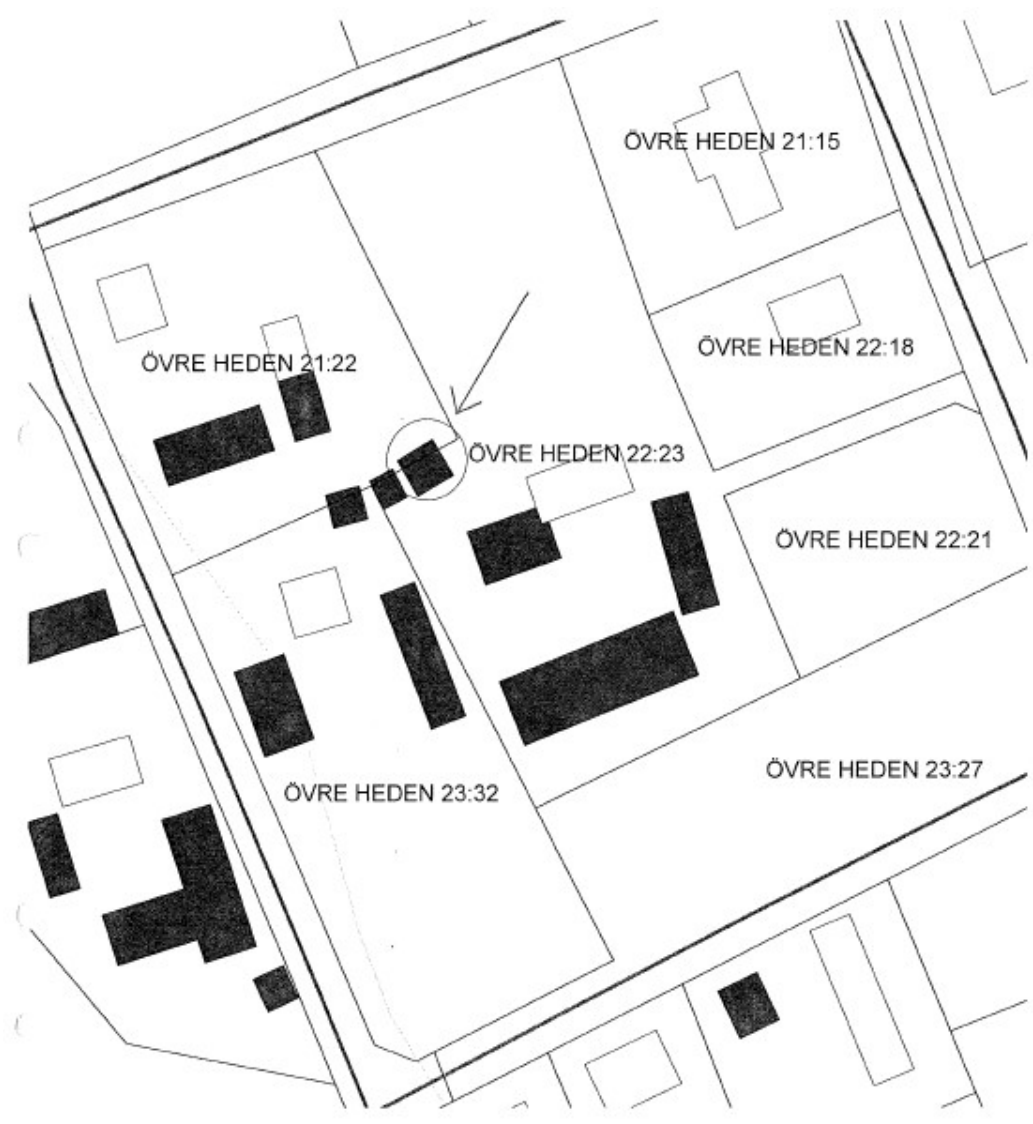 ÖVRE HEDEN 21:15
ÖVRE HEDEN 22:18
ÖVRE HEDEN 21:22
ÖVRE HEDEN 22:23
ÖVRE HEDEN 22:21
ÖVRE HEDEN 23:27
ÖVRE HEDEN 23:32